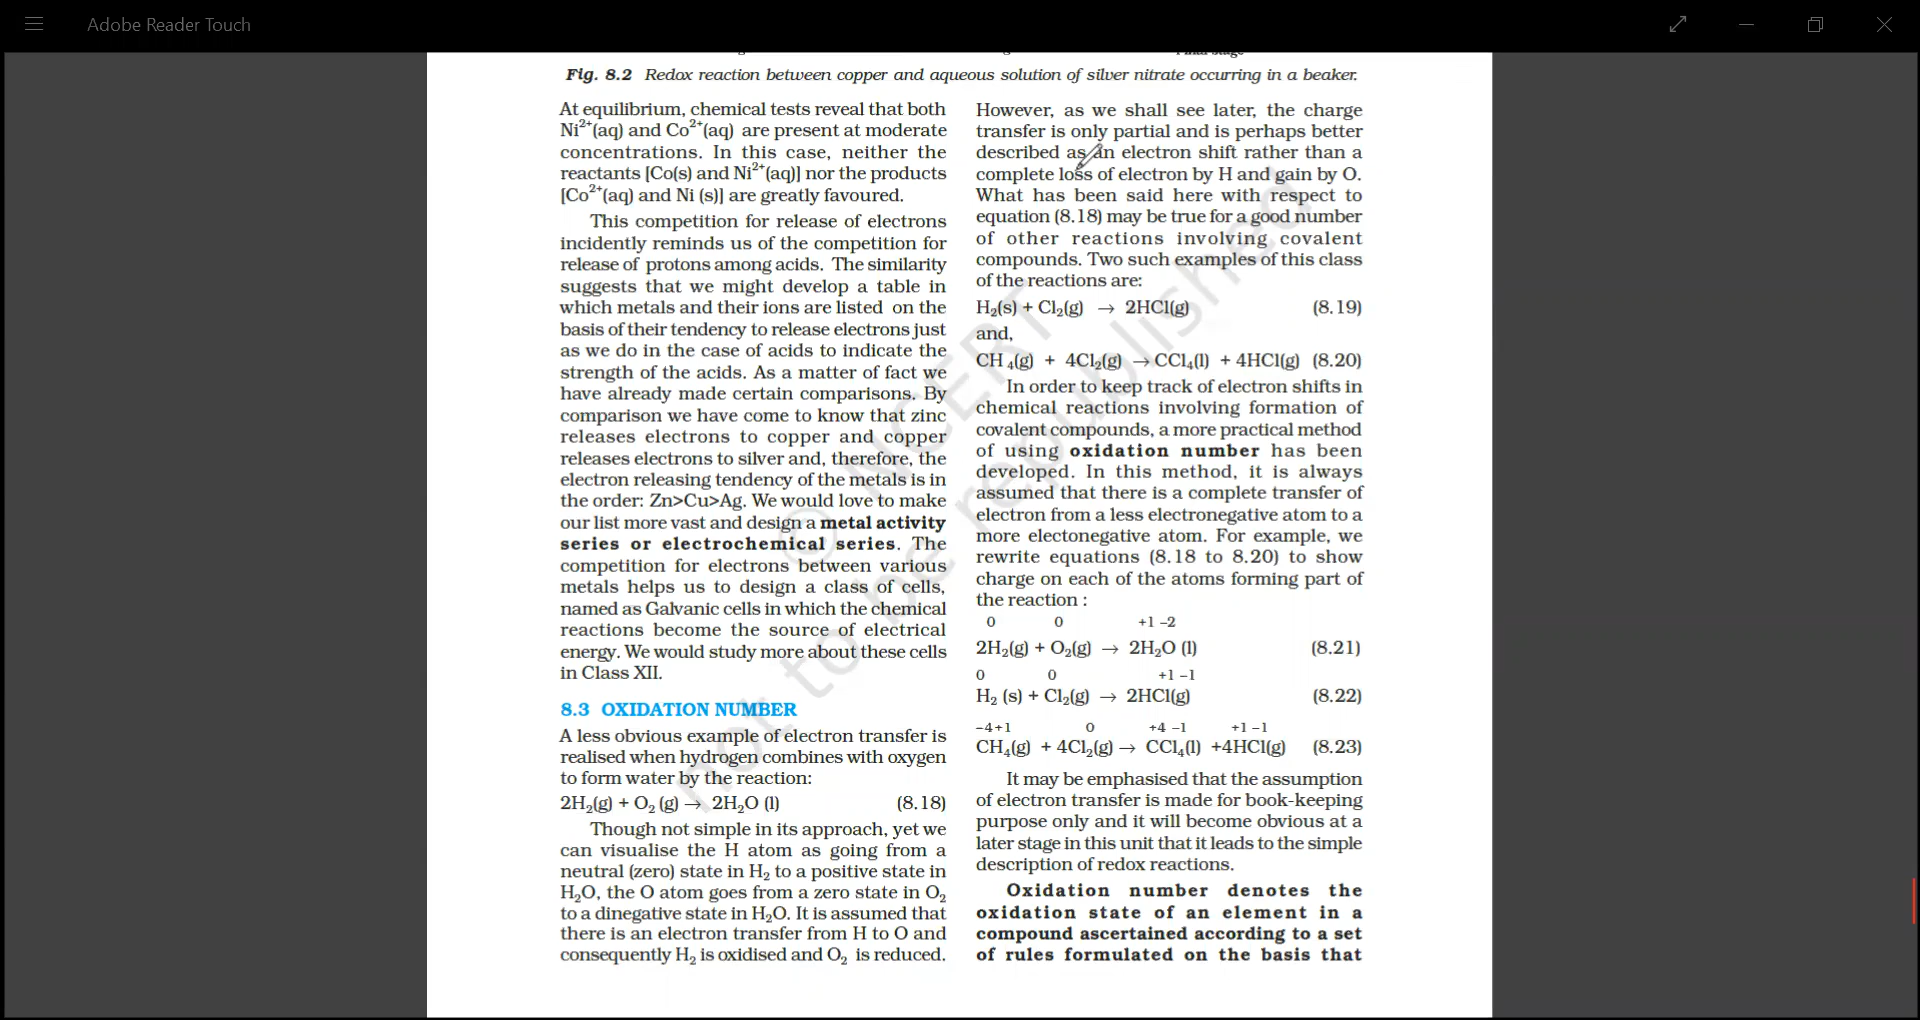 Adobe Reader Touch
Fig. 8.2 Redox reaction between copper and aqueous solution of silver nitrate occurring in a beaker.
At equilibrium, chemical tests reveal that both
Ni²⁺(aq) and Co²⁺(aq) are present at moderate
concentrations. In this case, neither the
reactants [Co(s) and Ni²⁺(aq)] nor the products
[Co²⁺(aq) and Ni (s)] are greatly favoured.
This competition for release of electrons
incidently reminds us of the competition for
release of protons among acids. The similarity
suggests that we might develop a table in
which metals and their ions are listed on the
basis of their tendency to release electrons just
as we do in the case of acids to indicate the
strength of the acids. As a matter of fact we
have already made certain comparisons. By
comparison we have come to know that zinc
releases electrons to copper and copper
releases electrons to silver and, therefore, the
electron releasing tendency of the metals is in
the order: Zn>Cu>Ag. We would love to make
our list more vast and design a metal activity
series or electrochemical series. The
competition for electrons between various
metals helps us to design a class of cells,
named as Galvanic cells in which the chemical
reactions become the source of electrical
energy. We would study more about these cells
in Class XII.
8.3 OXIDATION NUMBER
A less obvious example of electron transfer is
realised when hydrogen combines with oxygen
to form water by the reaction:
2H₂(g) + O₂ (g) → 2H₂O (l) (8.18)
Though not simple in its approach, yet we
can visualise the H atom as going from a
neutral (zero) state in H₂ to a positive state in
H₂O, the O atom goes from a zero state in O₂
to a dinegative state in H₂O. It is assumed that
there is an electron transfer from H to O and
consequently H₂ is oxidised and O₂ is reduced.
However, as we shall see later, the charge
transfer is only partial and is perhaps better
described as an electron shift rather than a
complete loss of electron by H and gain by O.
What has been said here with respect to
equation (8.18) may be true for a good number
of other reactions involving covalent
compounds. Two such examples of this class
of the reactions are:
H₂(s) + Cl₂(g) → 2HCl(g) (8.19)
and,
CH₄(g) + 4Cl₂(g) → CCl₄(l) + 4HCl(g) (8.20)
In order to keep track of electron shifts in
chemical reactions involving formation of
covalent compounds, a more practical method
of using oxidation number has been
developed. In this method, it is always
assumed that there is a complete transfer of
electron from a less electronegative atom to a
more electonegative atom. For example, we
rewrite equations (8.18 to 8.20) to show
charge on each of the atoms forming part of
the reaction :
0 0 +1 –2
2H₂(g) + O₂(g) → 2H₂O (l) (8.21)
0 0 +1 –1
H₂ (s) + Cl₂(g) → 2HCl(g) (8.22)
–4+1 0 +4 –1 +1 –1
CH₄(g) + 4Cl₂(g) → CCl₄(l) +4HCl(g) (8.23)
It may be emphasised that the assumption
of electron transfer is made for book-keeping
purpose only and it will become obvious at a
later stage in this unit that it leads to the simple
description of redox reactions.
Oxidation number denotes the
oxidation state of an element in a
compound ascertained according to a set
of rules formulated on the basis that
© NCERT
not to be republished